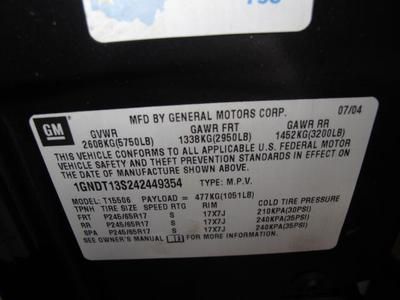 GM
MFD BY GENERAL MOTORS CORP. 07/04
GVWR GAWR FRT GAWR RR
2608KG(5750LB) 1338KG(2950LB) 1452KG(3200LB)
THIS VEHICLE CONFORMS TO ALL APPLICABLE U.S. FEDERAL MOTOR
VEHICLE SAFETY AND THEFT PREVENTION STANDARDS IN EFFECT ON
THE DATE OF MANUFACTURE SHOWN ABOVE.
1GNDT13S242449354 TYPE: M.P.V.
MODEL: T15506 PAYLOAD = 477KG(1051LB)
TPNH TIRE SIZE SPEED RTG RIM COLD TIRE PRESSURE
FRT P245/65R17 S 17X7J 210KPA(30PSI)
RR P245/65R17 S 17X7J 240KPA(35PSI)
SPA P245/65R17 S 17X7J 240KPA(35PSI)
SEE OWNER'S MANUAL FOR ADDITIONAL INFORMATION